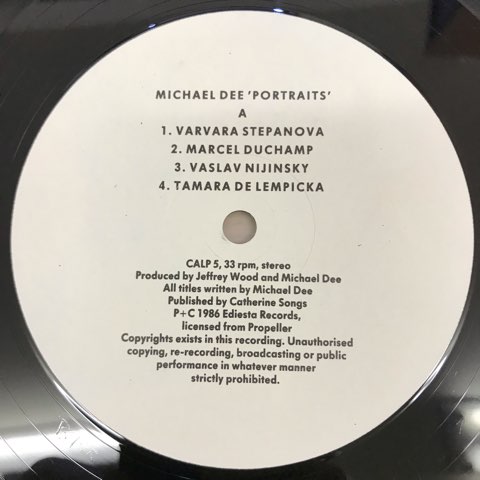 MICHAEL DEE 'PORTRAITS'
A
1. VARVARA STEPANOVA
2. MARCEL DUCHAMP
3. VASLAV NIJINSKY
4. TAMARA DE LEMPICKA
CALP 5, 33 rpm, stereo
Produced by Jeffrey Wood and Michael Dee
All titles written by Michael Dee
Published by Catherine Songs
P+C 1986 Ediesta Records,
licensed from Propeller
Copyrights exists in this recording. Unauthorised
copying, re-recording, broadcasting or public
performance in whatever manner
strictly prohibited.